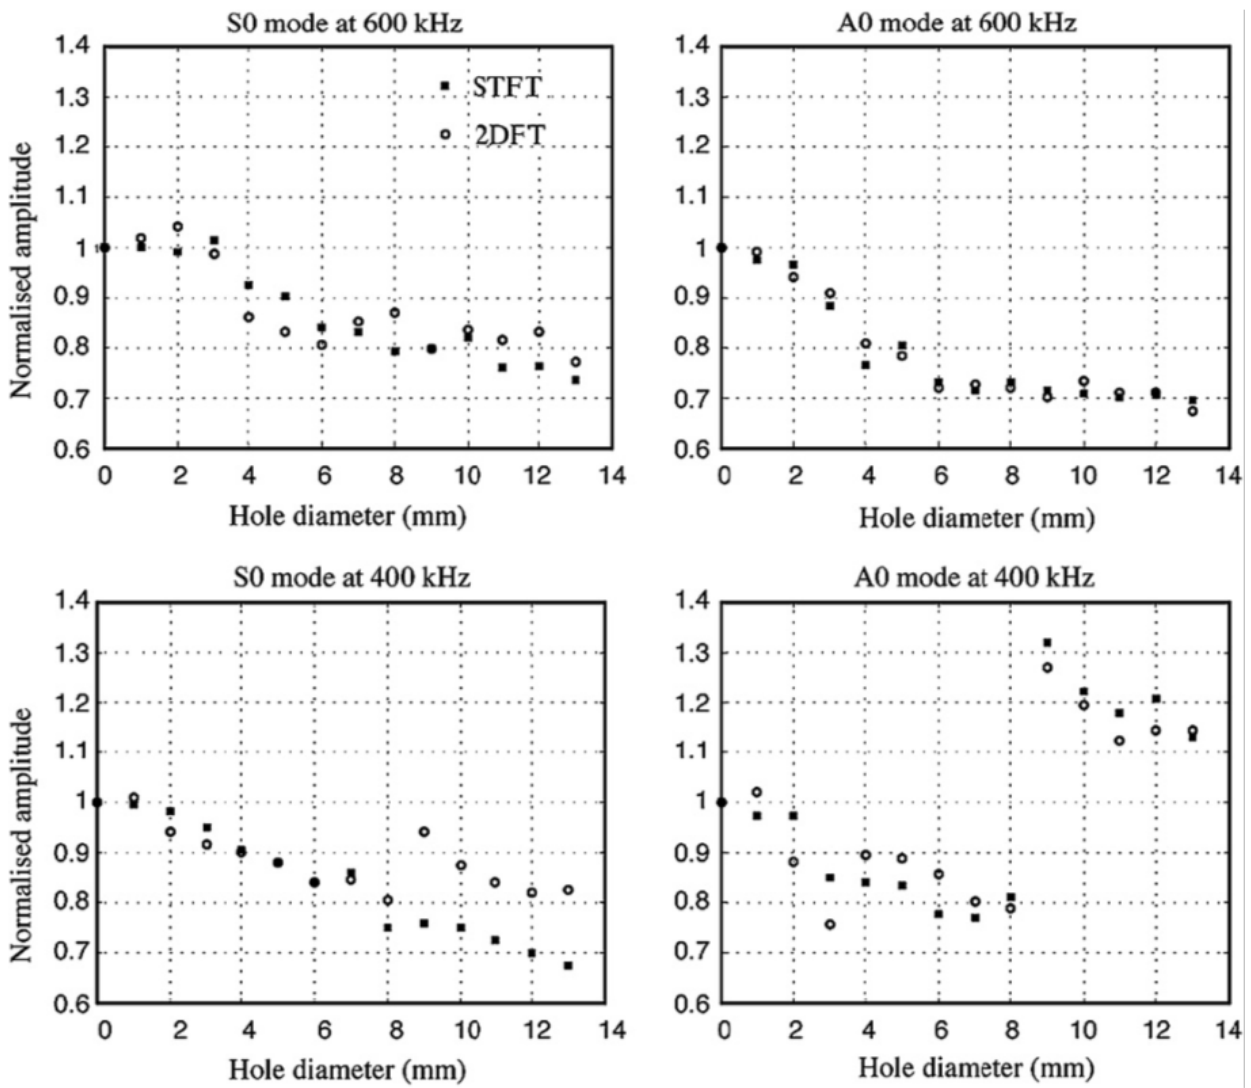 S0 mode at 600 kHz
1.4
1.3
1.2
1.1
1
0.9
0.8
0.7
0.6
0 2 4 6 8 10 12 14
Normalised amplitude
Hole diameter (mm)
STFT
2DFT
A0 mode at 600 kHz
1.4
1.3
1.2
1.1
1
0.9
0.8
0.7
0.6
0 2 4 6 8 10 12 14
Hole diameter (mm)
S0 mode at 400 kHz
1.4
1.3
1.2
1.1
1
0.9
0.8
0.7
0.6
0 2 4 6 8 10 12 14
Normalised amplitude
Hole diameter (mm)
A0 mode at 400 kHz
1.4
1.3
1.2
1.1
1
0.9
0.8
0.7
0.6
0 2 4 6 8 10 12 14
Hole diameter (mm)